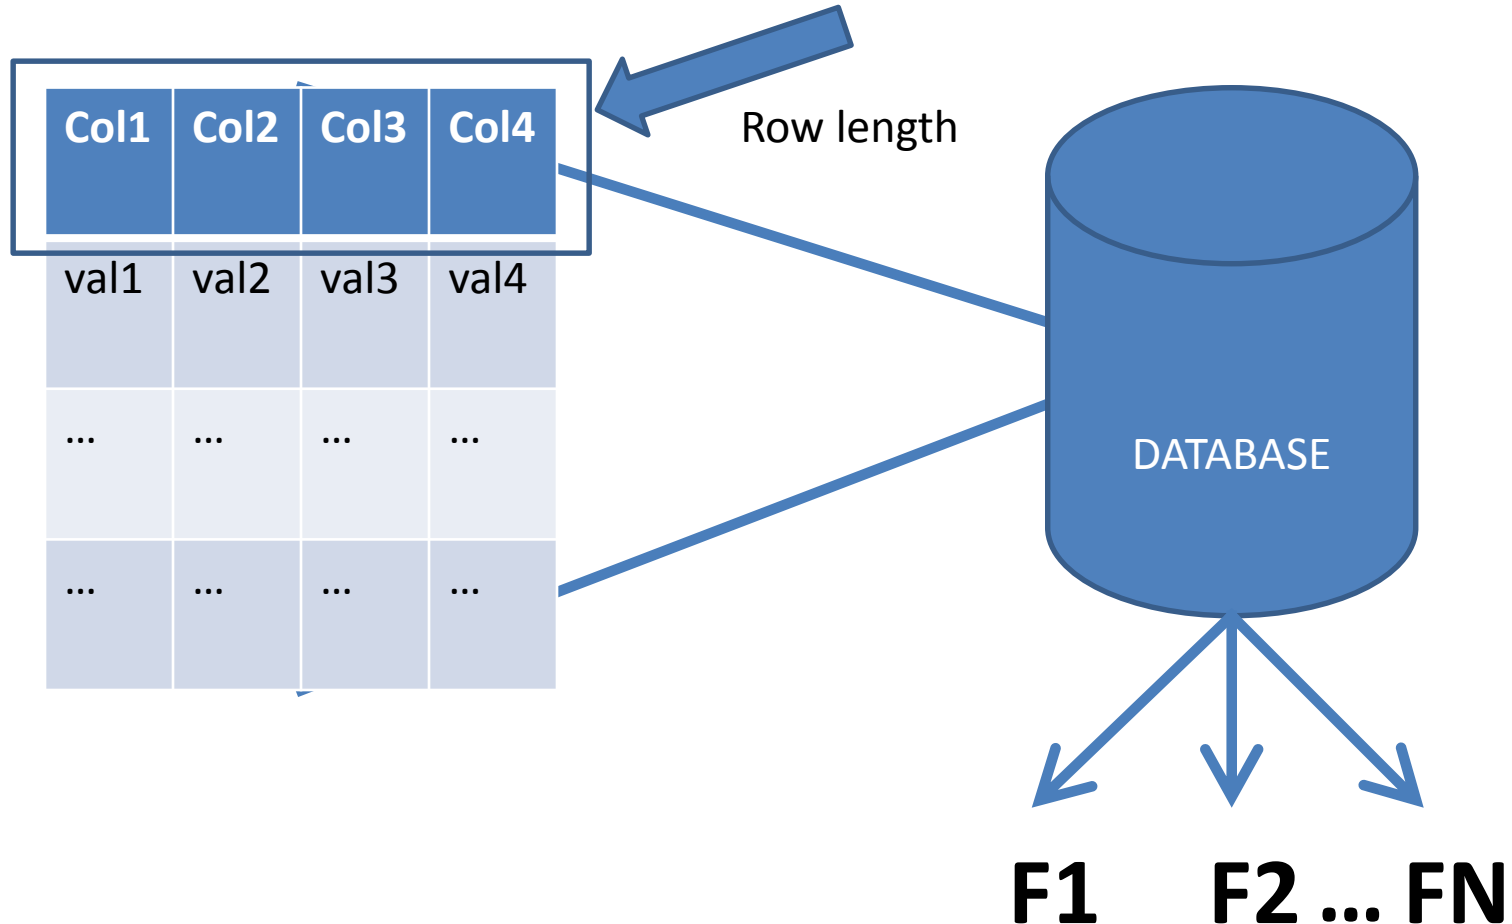 Row length
Col1 Col2 Col3 Col4
val1 val2 val3 val4
... ... ... ...
... ... ... ...
DATABASE
F1 F2 ... FN